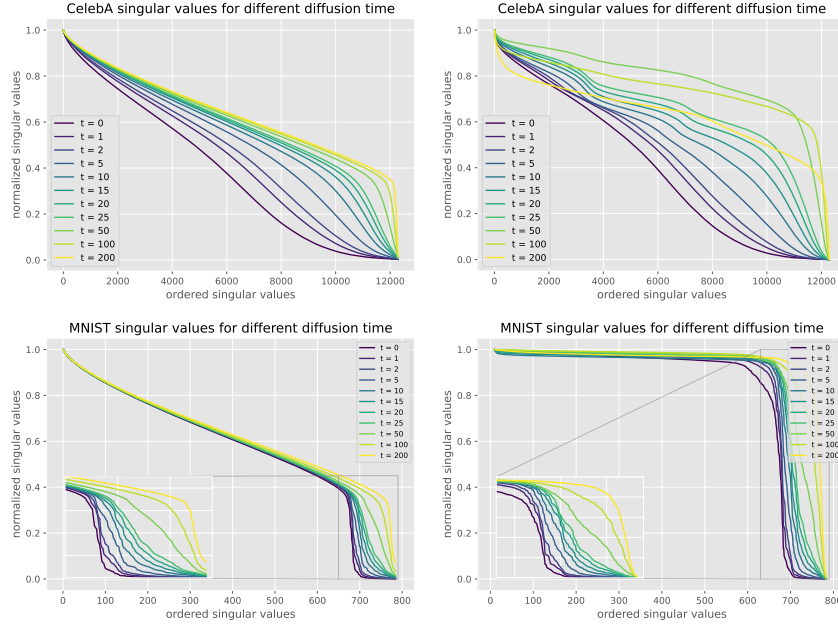 CelebA singular values for different diffusion time
normalized singular values
1.0
0.8
0.6
0.4
0.2
0.0
t = 0
t = 1
t = 2
t = 5
t = 10
t = 15
t = 20
t = 25
t = 50
t = 100
t = 200
0 2000 4000 6000 8000 10000 12000
ordered singular values
CelebA singular values for different diffusion time
normalized singular values
1.0
0.8
0.6
0.4
0.2
0.0
t = 0
t = 1
t = 2
t = 5
t = 10
t = 15
t = 20
t = 25
t = 50
t = 100
t = 200
0 2000 4000 6000 8000 10000 12000
ordered singular values
MNIST singular values for different diffusion time
normalized singular values
1.0
0.8
0.6
0.4
0.2
0.0
t = 0
t = 1
t = 2
t = 5
t = 10
t = 15
t = 20
t = 25
t = 50
t = 100
t = 200
0 100 200 300 400 500 600 700 800
ordered singular values
MNIST singular values for different diffusion time
normalized singular values
1.0
0.8
0.6
0.4
0.2
0.0
t = 0
t = 1
t = 2
t = 5
t = 10
t = 15
t = 20
t = 25
t = 50
t = 100
t = 200
0 100 200 300 400 500 600 700 800
ordered singular values